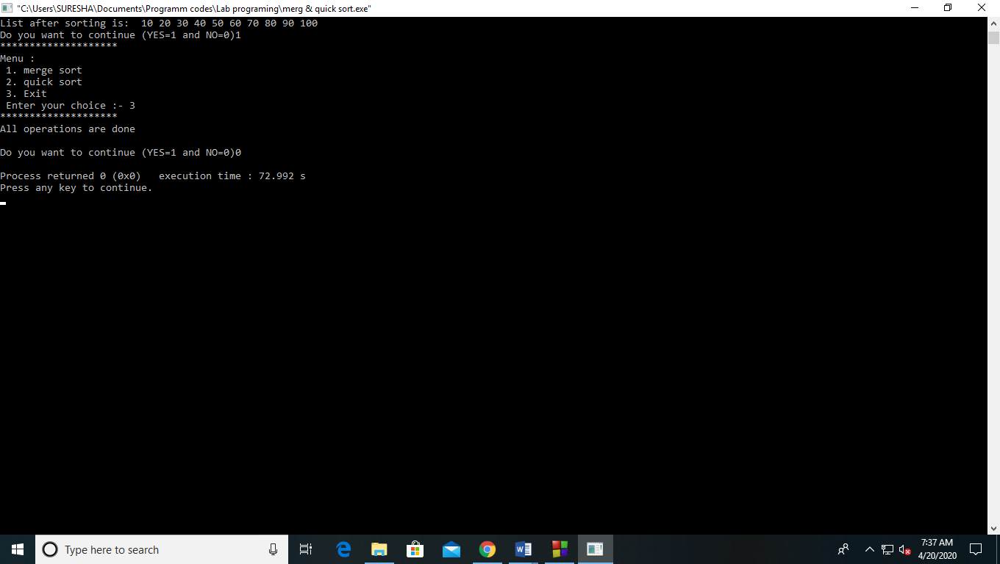 "C:\Users\SURESHA\Documents\Programm codes\Lab programing\merg & quick sort.exe"
List after sorting is:  10 20 30 40 50 60 70 80 90 100
Do you want to continue (YES=1 and NO=0)1
********************
Menu :
 1. merge sort
 2. quick sort
 3. Exit
 Enter your choice :- 3
********************
All operations are done
Do you want to continue (YES=1 and NO=0)0
Process returned 0 (0x0)   execution time : 72.992 s
Press any key to continue.
Type here to search
7:37 AM
4/20/2020